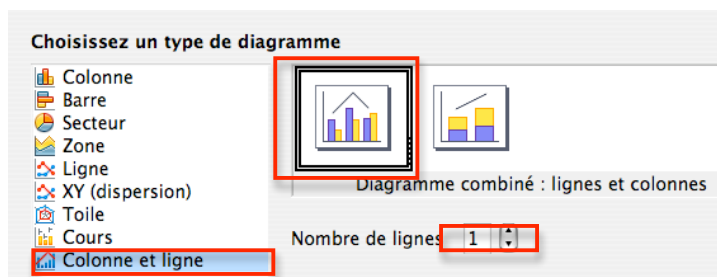 Choisissez un type de diagramme
Colonne
Barre
Secteur
Zone
Ligne
XY (dispersion)
Toile
Cours
Colonne et ligne
Diagramme combiné : lignes et colonnes
Nombre de lignes 1